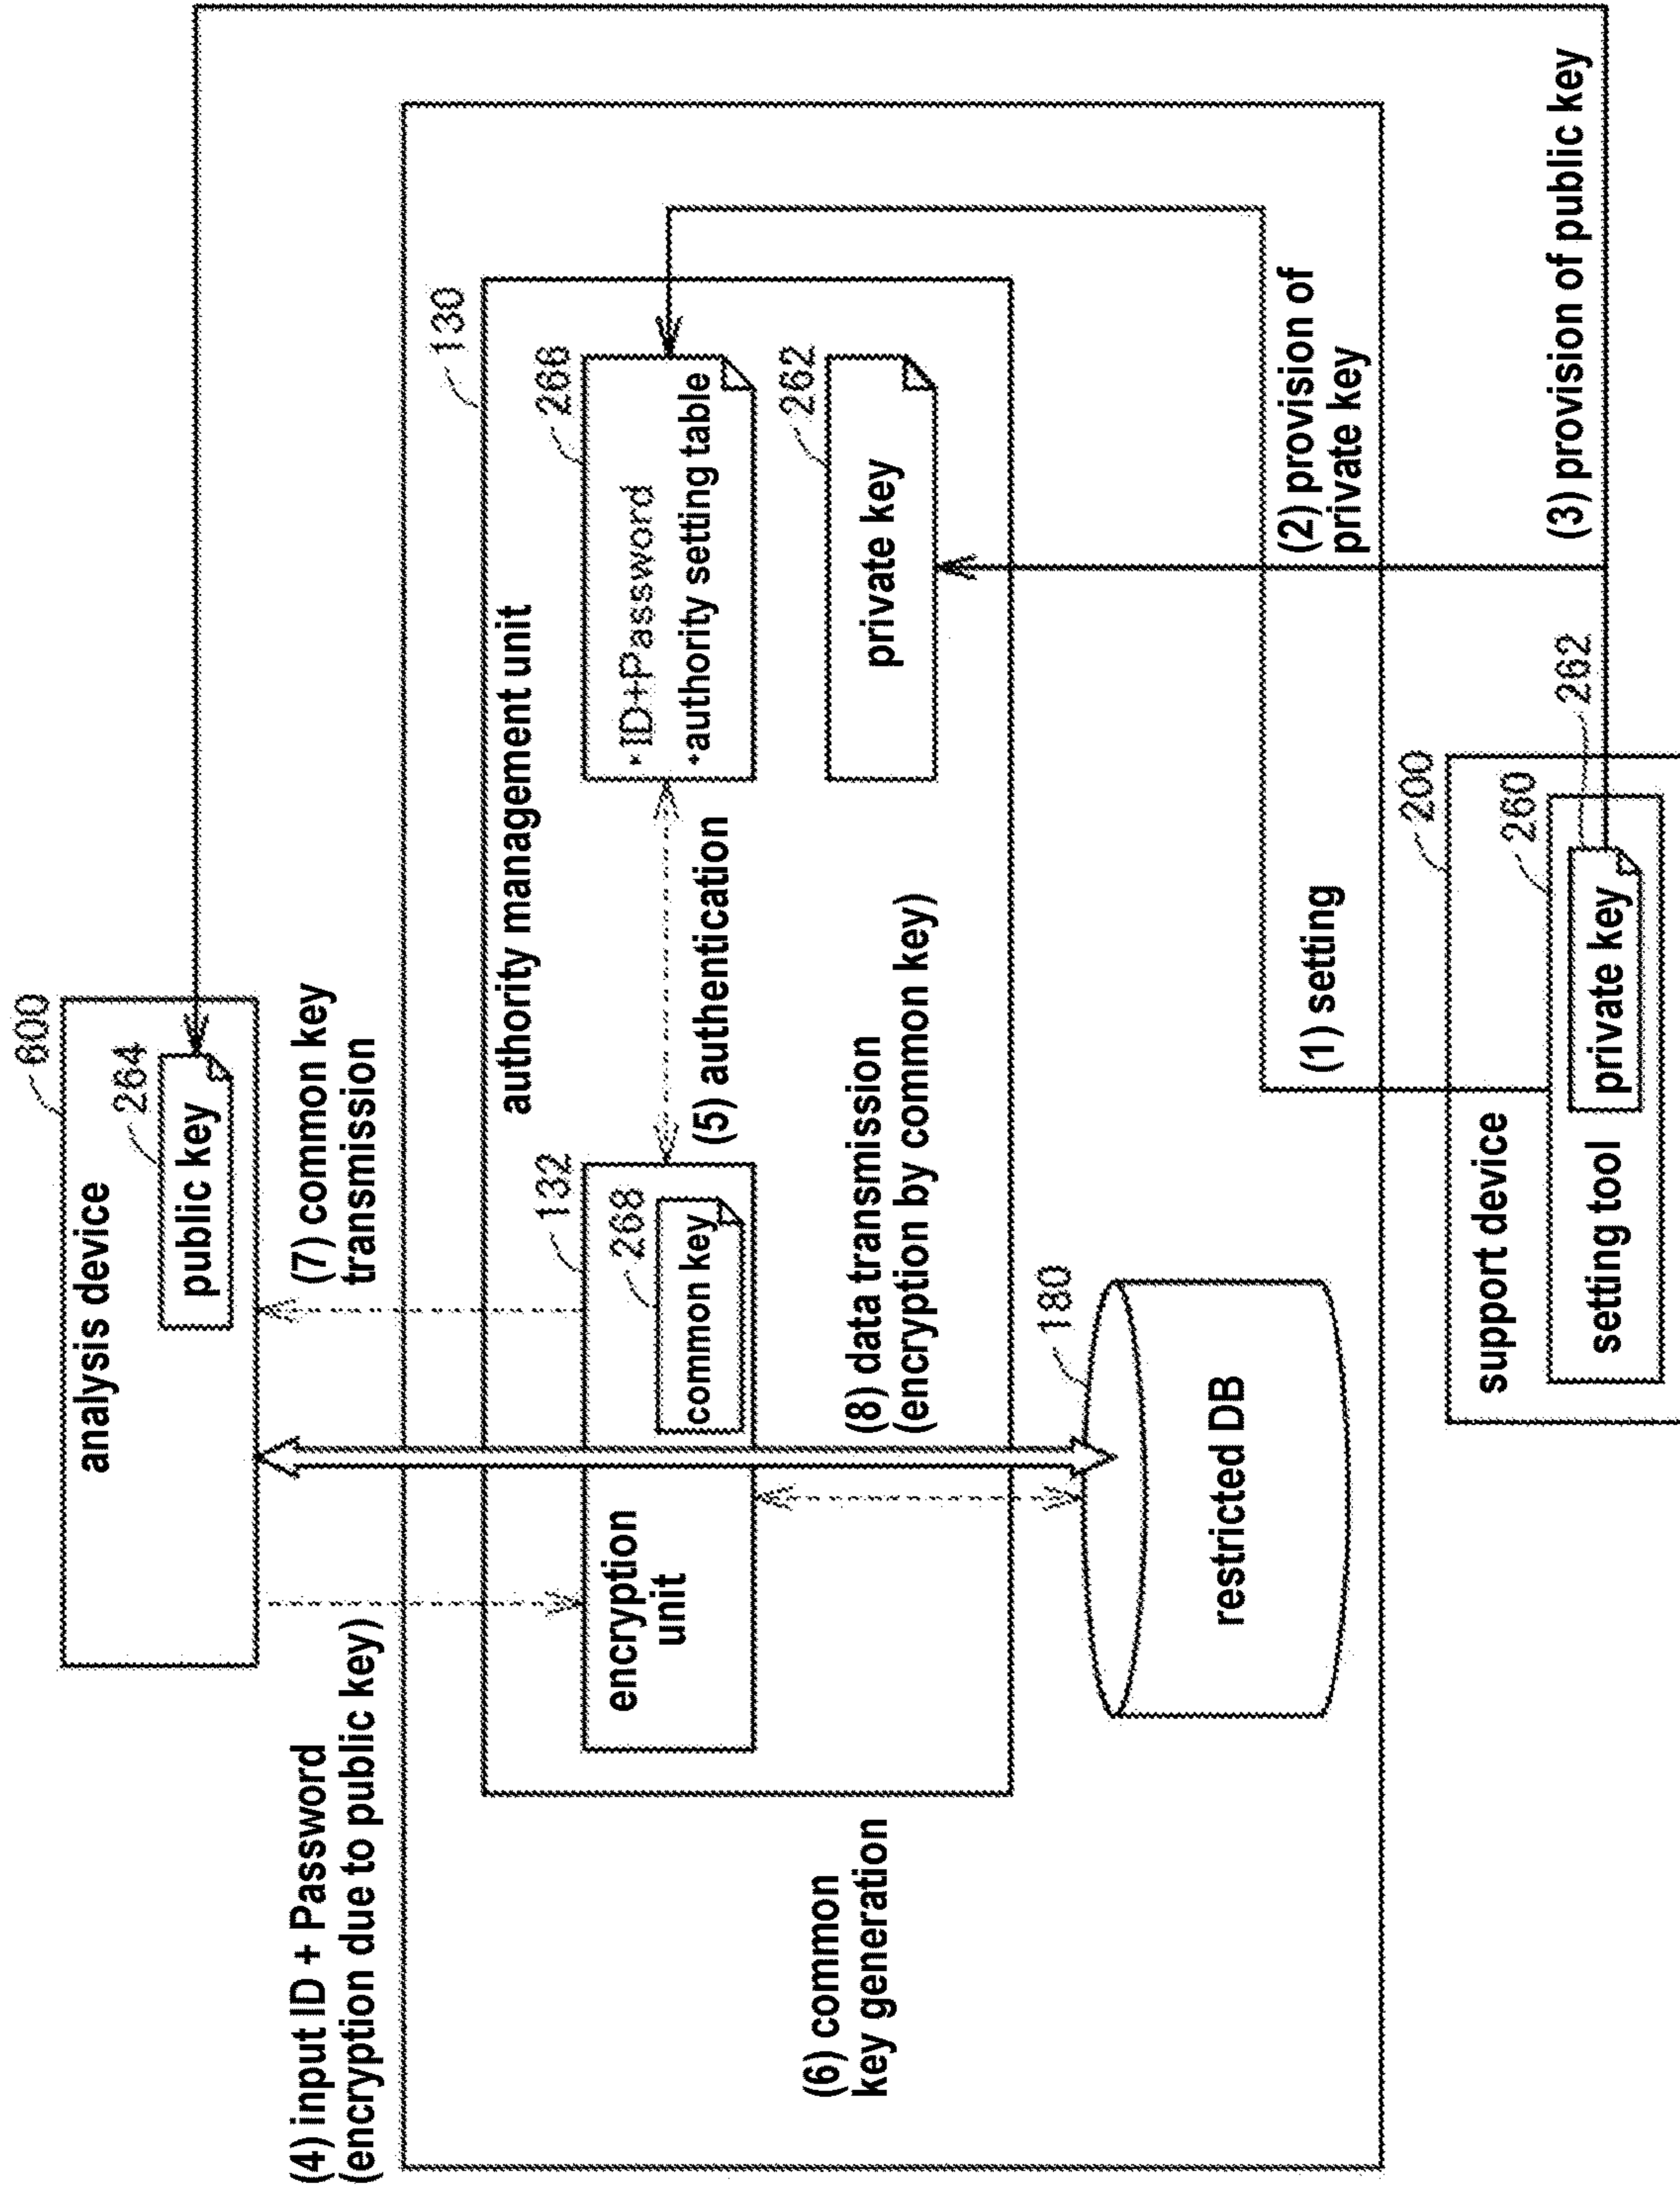 600
analysis device
264
public key
(4) input ID + Password
(encryption due to public key)
(7) common key
transmission
130
authority management unit
132
266
encryption
unit
268
common key
(5) authentication
・ID+Password
・authority setting table
262
private key
(6) common
key generation
(8) data transmission
(encryption by common key)
180
restricted DB
(1) setting
(2) provision of
private key
200
support device
260
262
(3) provision of public key
setting tool
private key